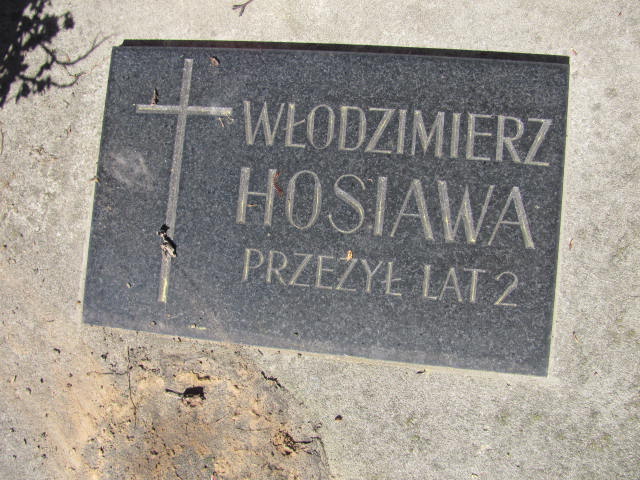 WŁODZIMIERZ
HOSIAWA
PRZEŻYŁ LAT 2